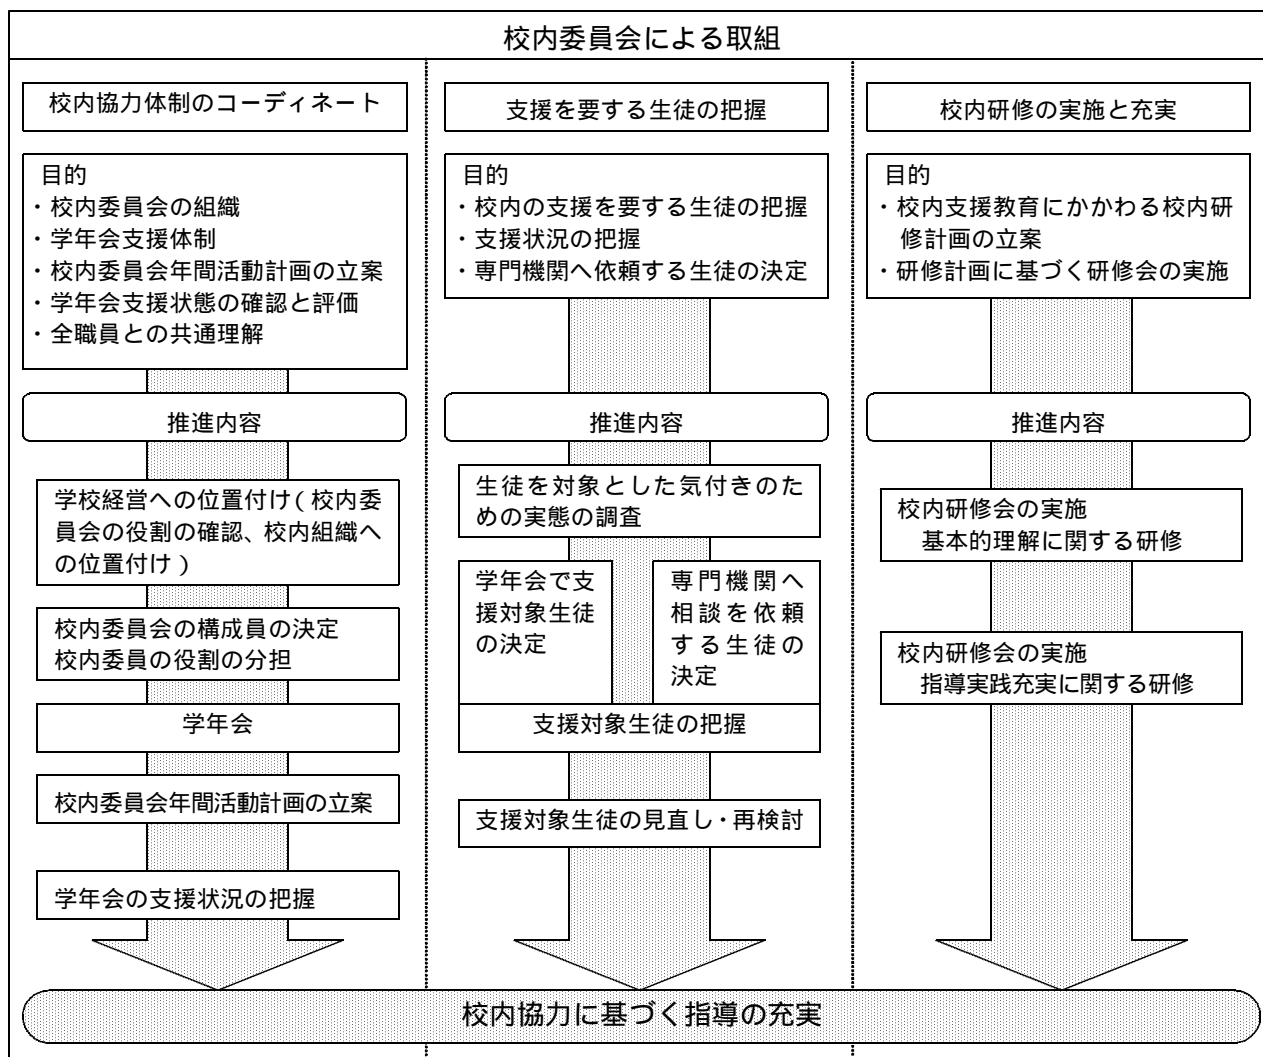 校内委員会による取組
校内協力体制のコーディネート
目的
・校内委員会の組織
・学年会支援体制
・校内委員会年間活動計画の立案
・学年会支援状態の確認と評価
・全職員との共通理解
推進内容
学校経営への位置付け(校内委
員会の役割の確認、校内組織へ
の位置付け)
校内委員会の構成員の決定
校内委員の役割の分担
学年会
校内委員会年間活動計画の立案
学年会の支援状況の把握
支援を要する生徒の把握
目的
・校内の支援を要する生徒の把握
・支援状況の把握
・専門機関へ依頼する生徒の決定
推進内容
生徒を対象とした気付きのた
めの実態の調査
学年会で支
援対象生徒
の決定
専門機関へ
相談を依頼
する生徒の
決定
支援対象生徒の把握
支援対象生徒の見直し・再検討
校内研修の実施と充実
目的
・校内支援教育にかかわる校内研
修計画の立案
・研修計画に基づく研修会の実施
推進内容
校内研修会の実施
基本的理解に関する研修
校内研修会の実施
指導実践充実に関する研修
校内協力に基づく指導の充実